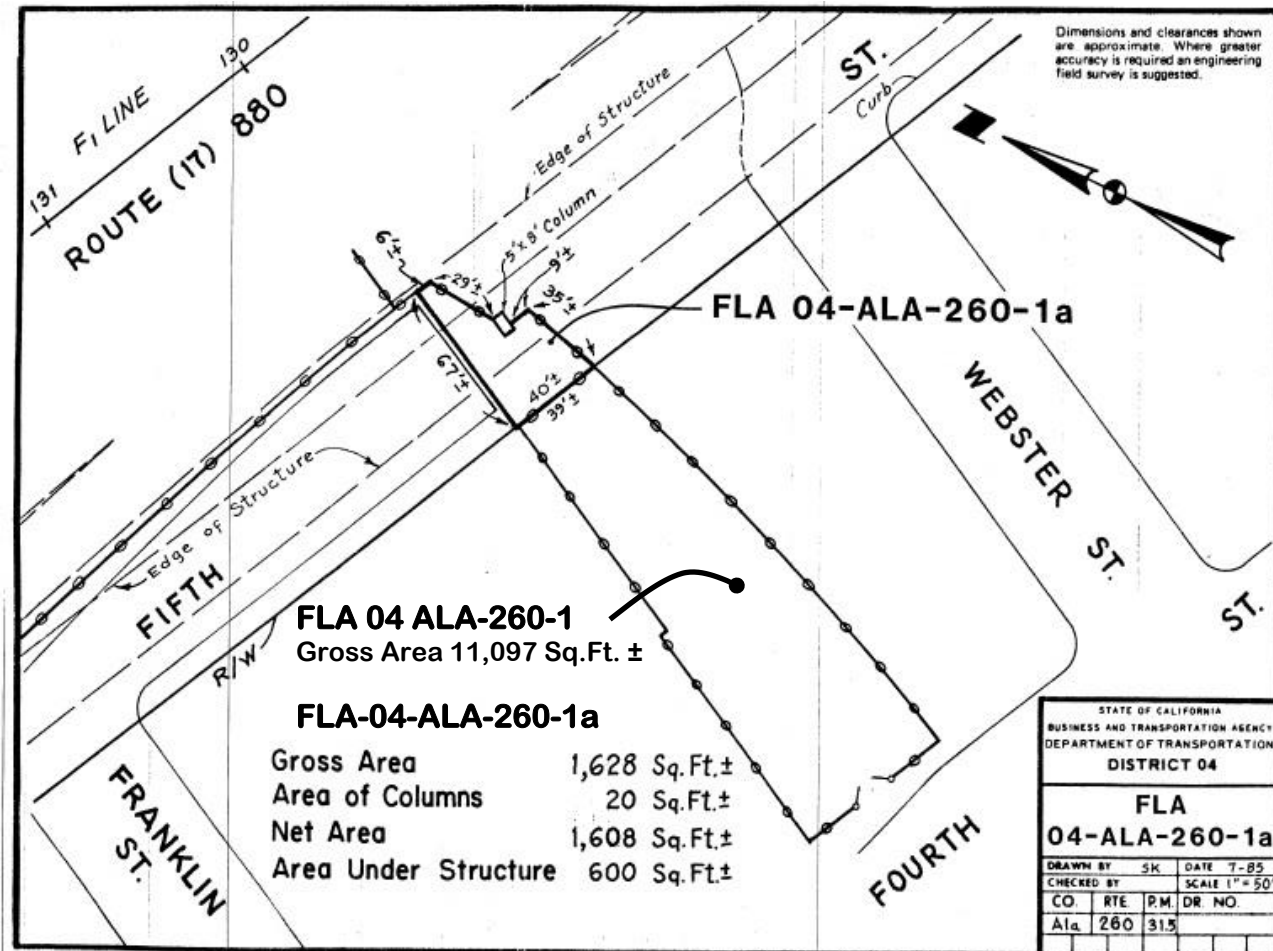 Dimensions and clearances shown
are approximate. Where greater
accuracy is required an engineering
field survey is suggested.
130
F1 LINE
131
ROUTE (17) 880
ST.
Curb
Edge of Structure
5'x8' Column
6'±
29'±
9'±
35'±
FLA 04-ALA-260-1a
67'±
40'±
39'±
WEBSTER
ST.
Edge of Structure
FIFTH
R/W
FLA 04 ALA-260-1
Gross Area 11,097 Sq.Ft. ±
FLA-04-ALA-260-1a
Gross Area 1,628 Sq.Ft.±
Area of Columns 20 Sq.Ft.±
Net Area 1,608 Sq.Ft.±
Area Under Structure 600 Sq.Ft.±
FRANKLIN
ST.
FOURTH
ST.
STATE OF CALIFORNIA
BUSINESS AND TRANSPORTATION AGENCY
DEPARTMENT OF TRANSPORTATION
DISTRICT 04
FLA
04-ALA-260-1a
DRAWN BY SK DATE 7-85
CHECKED BY SCALE 1"=50'
CO. RTE. P.M. DR. NO.
Ala 260 31.5